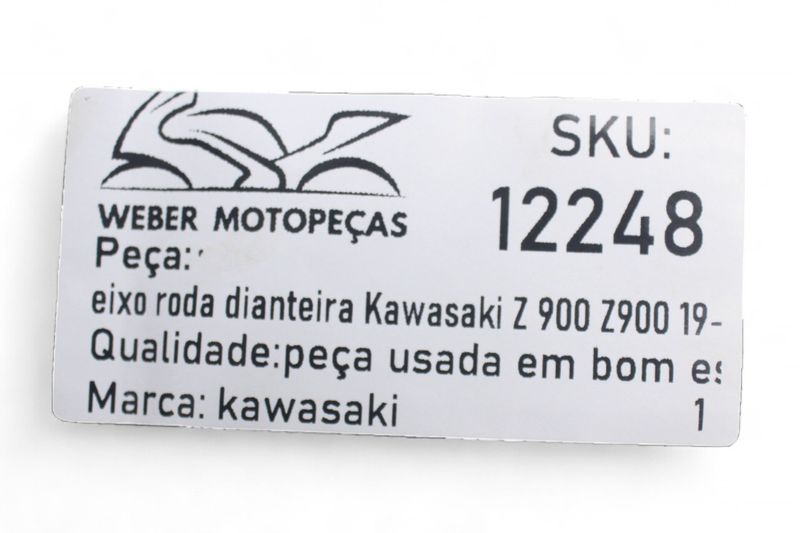 SKU:
12248
WEBER MOTOPEÇAS
Peça:
eixo roda dianteira Kawasaki Z 900 Z900 19-
Qualidade:peça usada em bom es
Marca: kawasaki 1